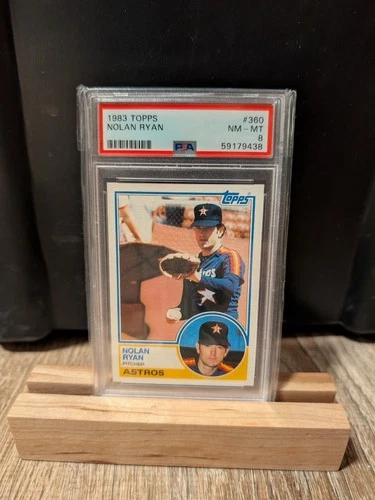 1983 TOPPS #360
NOLAN RYAN NM-MT
8
PSA 59179438
Topps
NOLAN
RYAN
PITCHER
ASTROS